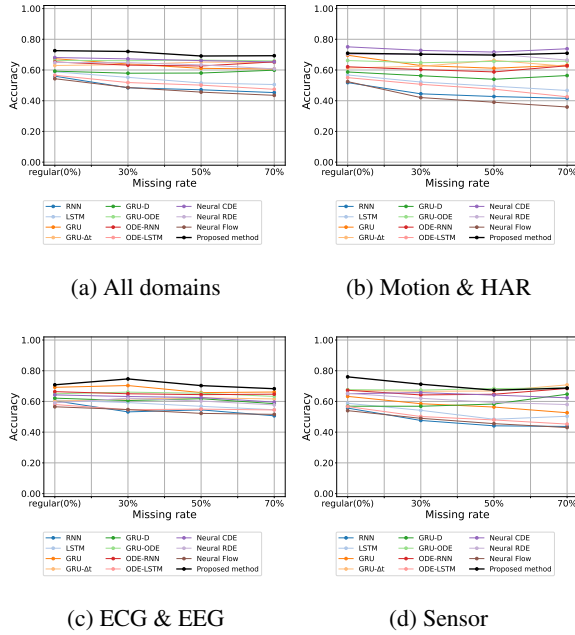 1.00
0.80
0.60
0.40
0.20
0.00
Accuracy
regular(0%) 30% 50% 70%
Missing rate
RNN GRU-D Neural CDE
LSTM GRU-ODE Neural RDE
GRU ODE-RNN Neural Flow
GRU-Δt ODE-LSTM Proposed method
(a) All domains
1.00
0.80
0.60
0.40
0.20
0.00
Accuracy
regular(0%) 30% 50% 70%
Missing rate
RNN GRU-D Neural CDE
LSTM GRU-ODE Neural RDE
GRU ODE-RNN Neural Flow
GRU-Δt ODE-LSTM Proposed method
(b) Motion & HAR
1.00
0.80
0.60
0.40
0.20
0.00
Accuracy
regular(0%) 30% 50% 70%
Missing rate
RNN GRU-D Neural CDE
LSTM GRU-ODE Neural RDE
GRU ODE-RNN Neural Flow
GRU-Δt ODE-LSTM Proposed method
(c) ECG & EEG
1.00
0.80
0.60
0.40
0.20
0.00
Accuracy
regular(0%) 30% 50% 70%
Missing rate
RNN GRU-D Neural CDE
LSTM GRU-ODE Neural RDE
GRU ODE-RNN Neural Flow
GRU-Δt ODE-LSTM Proposed method
(d) Sensor